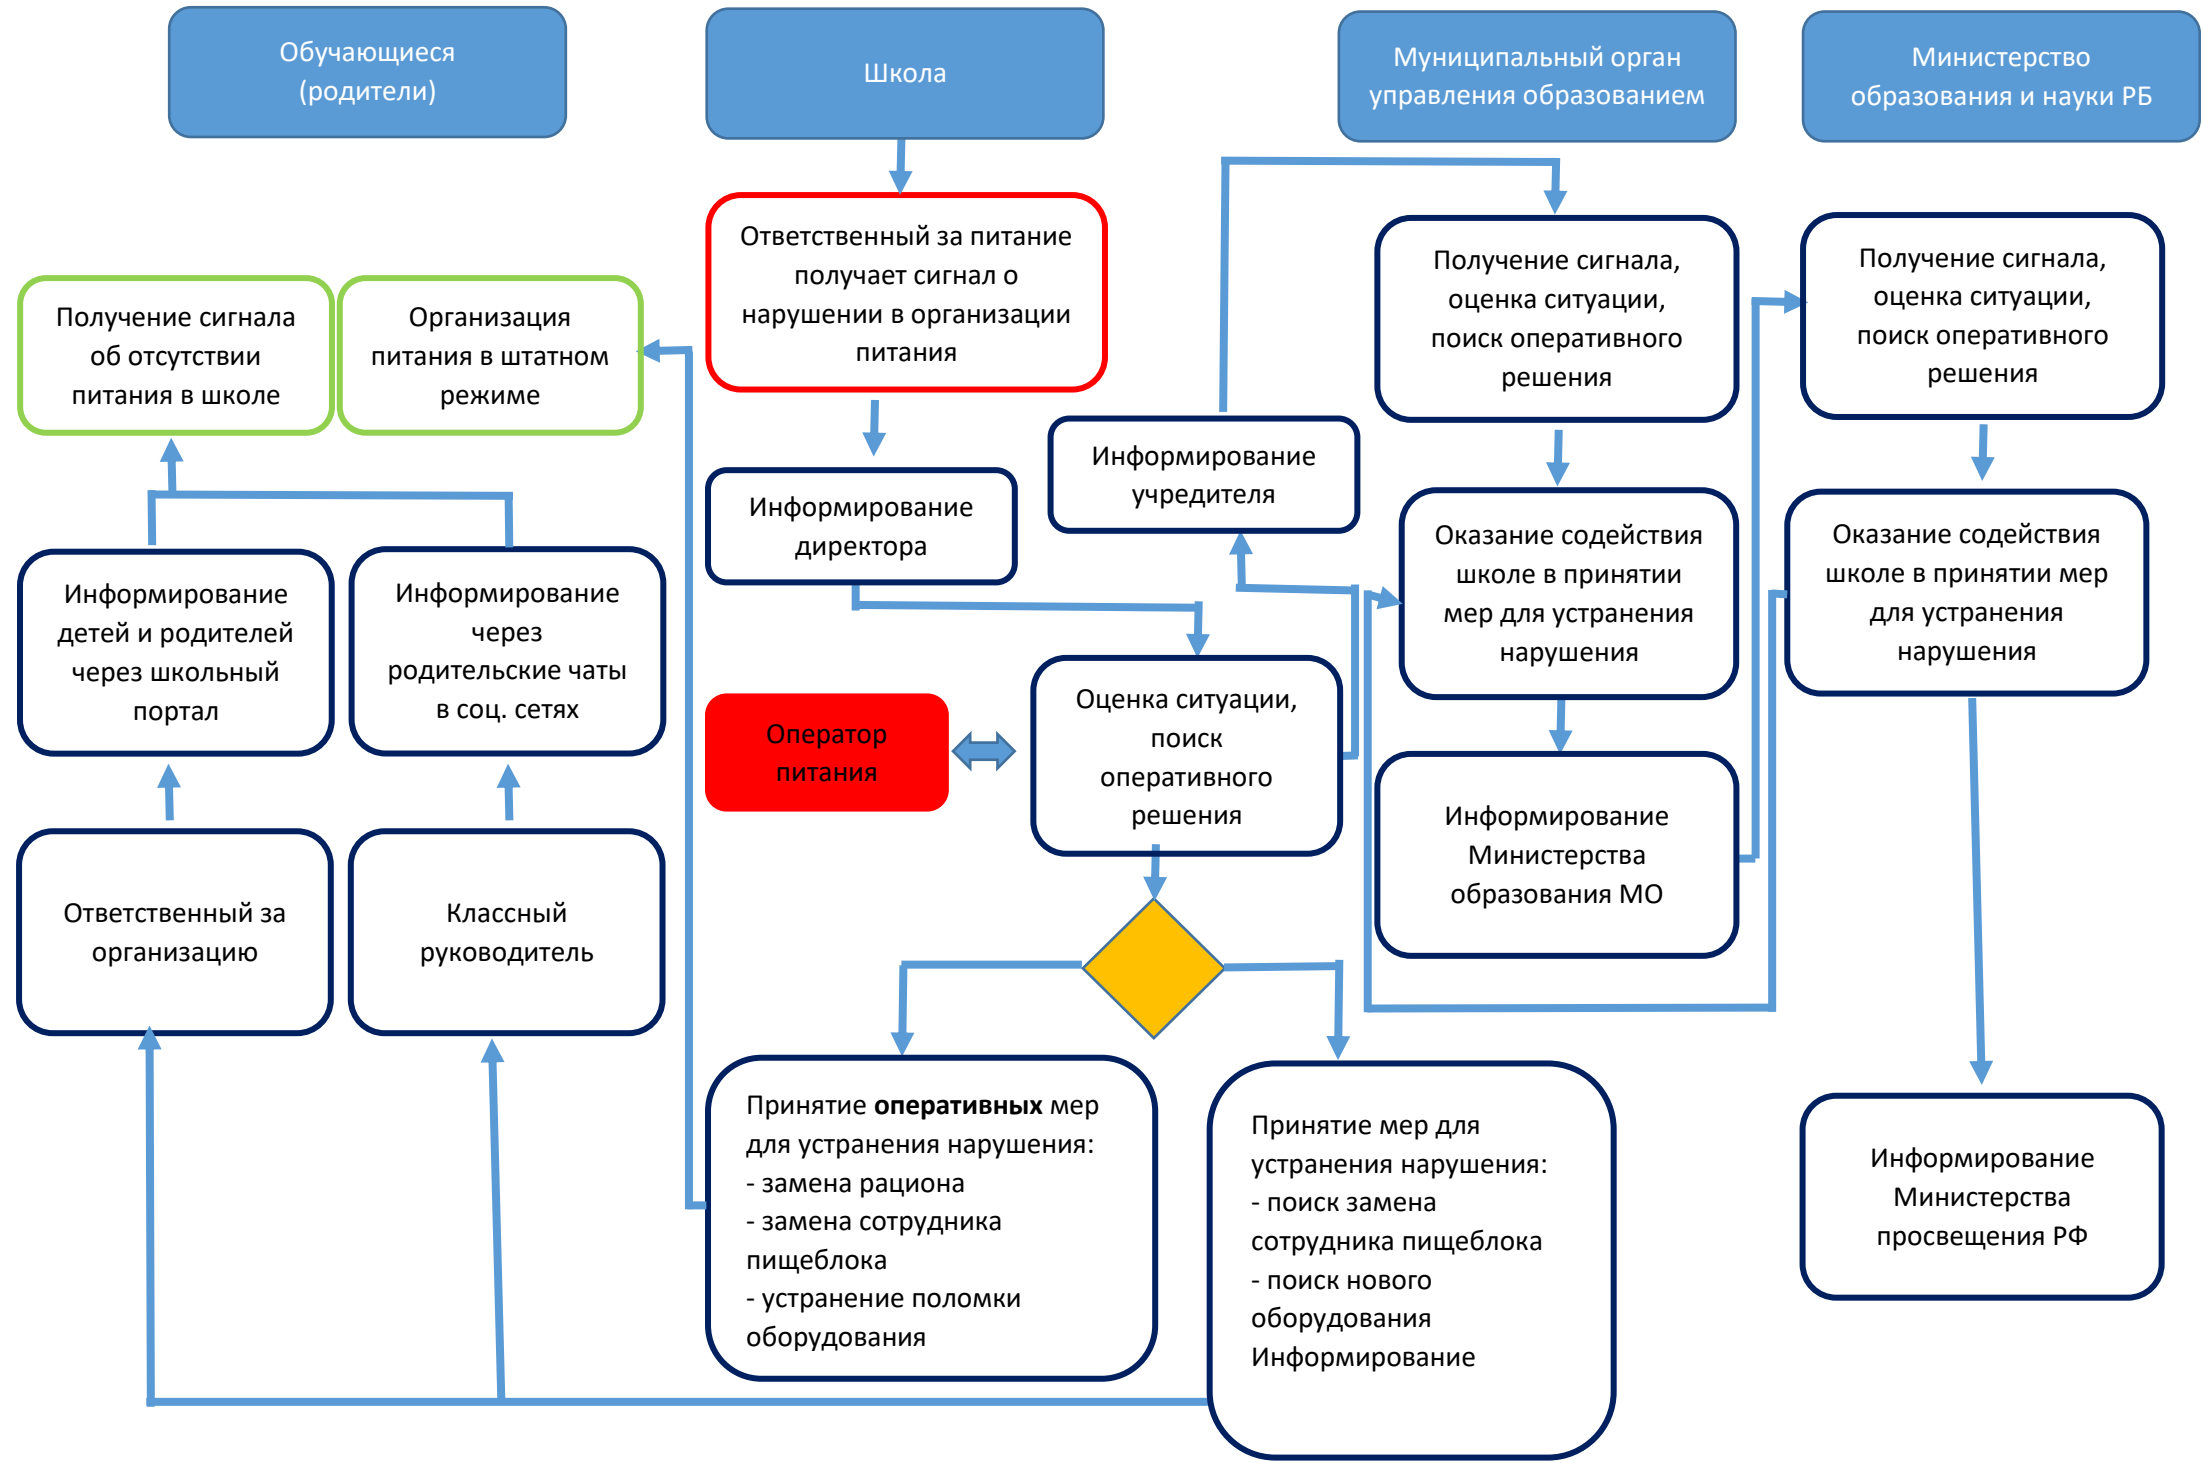 Обучающиеся
(родители)
Школа
Муниципальный орган
управления образованием
Министерство
образования и науки РБ
Ответственный за питание
получает сигнал о
нарушении в организации
питания
Получение сигнала,
оценка ситуации,
поиск оперативного
решения
Получение сигнала,
оценка ситуации,
поиск оперативного
решения
Получение сигнала
об отсутствии
питания в школе
Организация
питания в штатном
режиме
Информирование
учредителя
Информирование
директора
Оказание содействия
школе в принятии
мер для устранения
нарушения
Оказание содействия
школе в принятии мер
для устранения
нарушения
Информирование
детей и родителей
через школьный
портал
Информирование
через
родительские чаты
в соц. сетях
Оператор
питания
Оценка ситуации,
поиск
оперативного
решения
Информирование
Министерства
образования МО
Ответственный за
организацию
Классный
руководитель
Принятие оперативных мер
для устранения нарушения:
- замена рациона
- замена сотрудника
пищеблока
- устранение поломки
оборудования
Принятие мер для
устранения нарушения:
- поиск замена
сотрудника пищеблока
- поиск нового
оборудования
Информирование
Информирование
Министерства
просвещения РФ